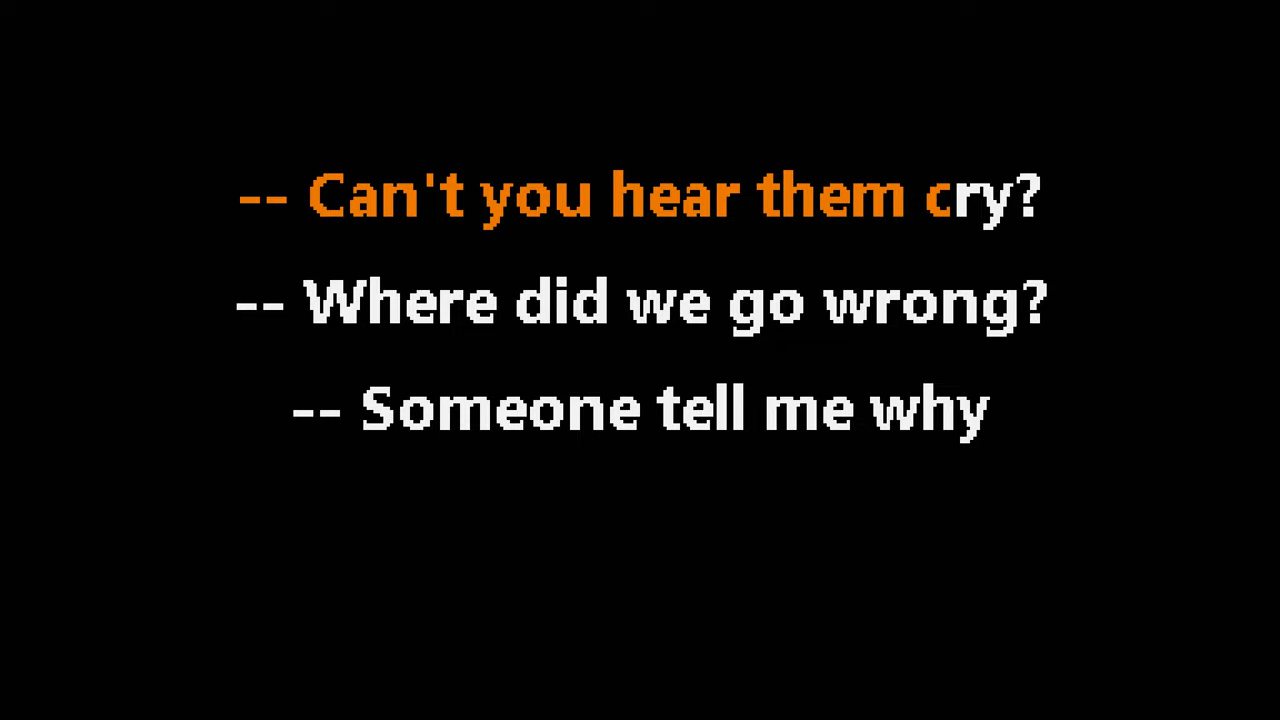 -- Can't you hear them cry?
-- Where did we go wrong?
-- Someone tell me why